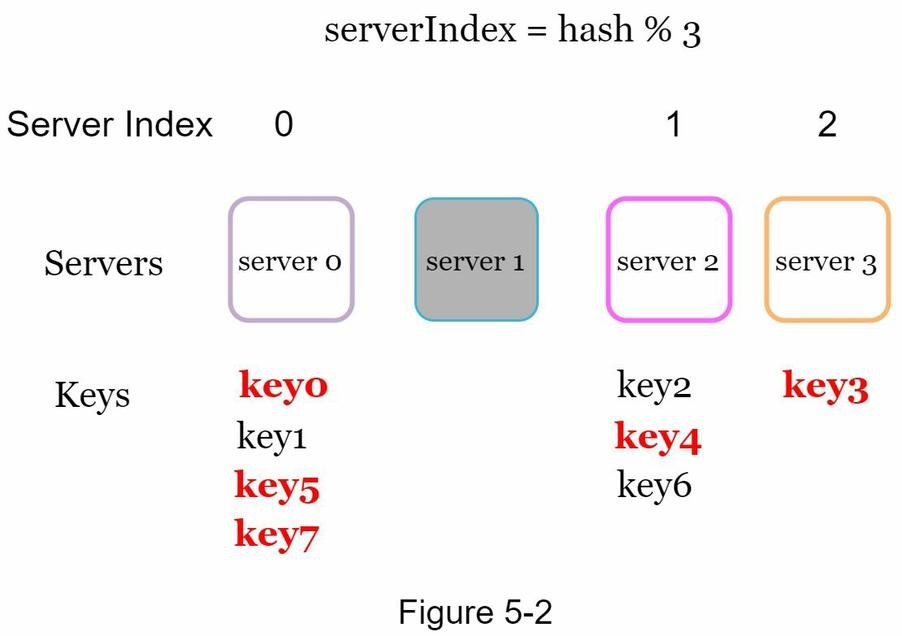 serverIndex = hash % 3
Server Index 0 1 2
Servers server 0 server 1 server 2 server 3
Keys key0 key2 key3
key1 key4
key5 key6
key7
Figure 5-2